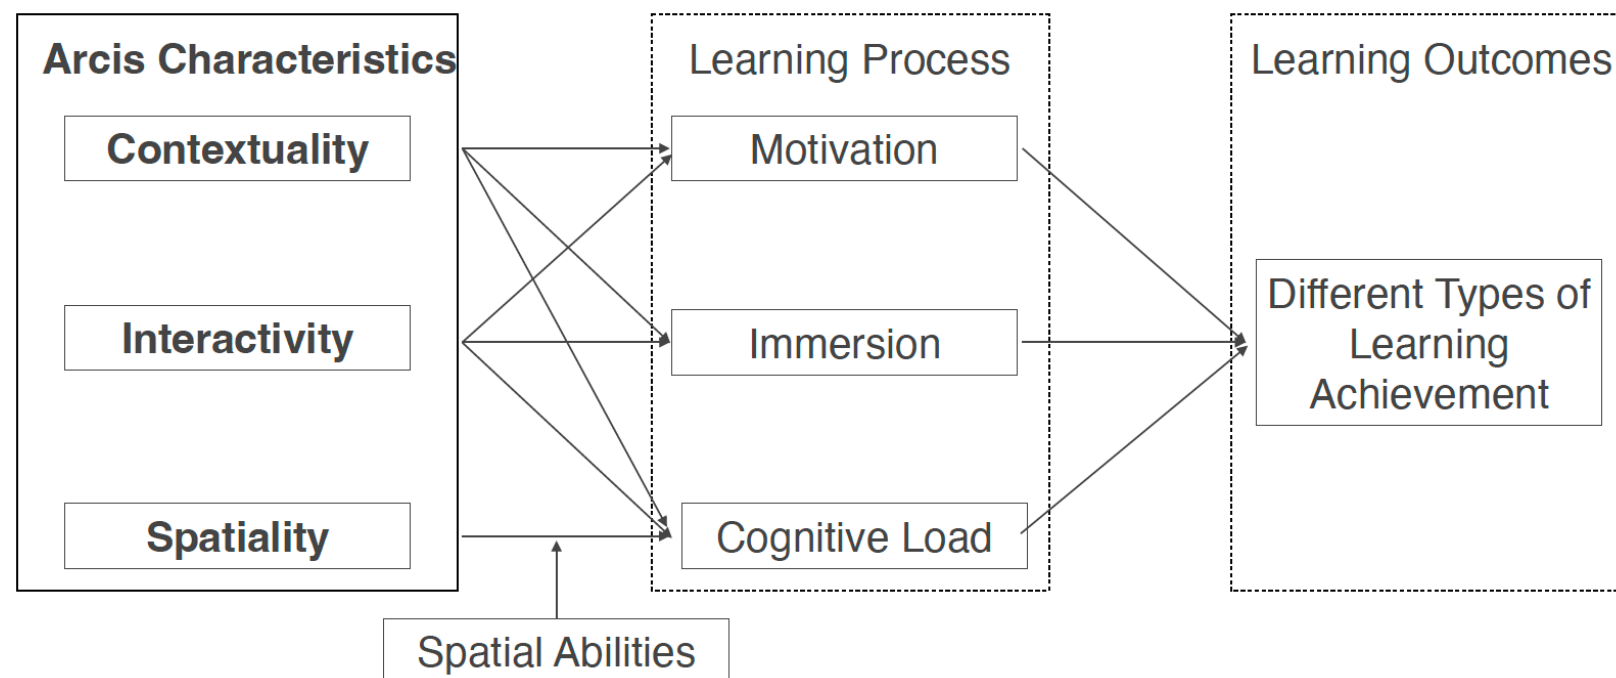 Arcis Characteristics
Contextuality
Interactivity
Spatiality
Learning Process
Motivation
Immersion
Cognitive Load
Learning Outcomes
Different Types of
Learning
Achievement
Spatial Abilities